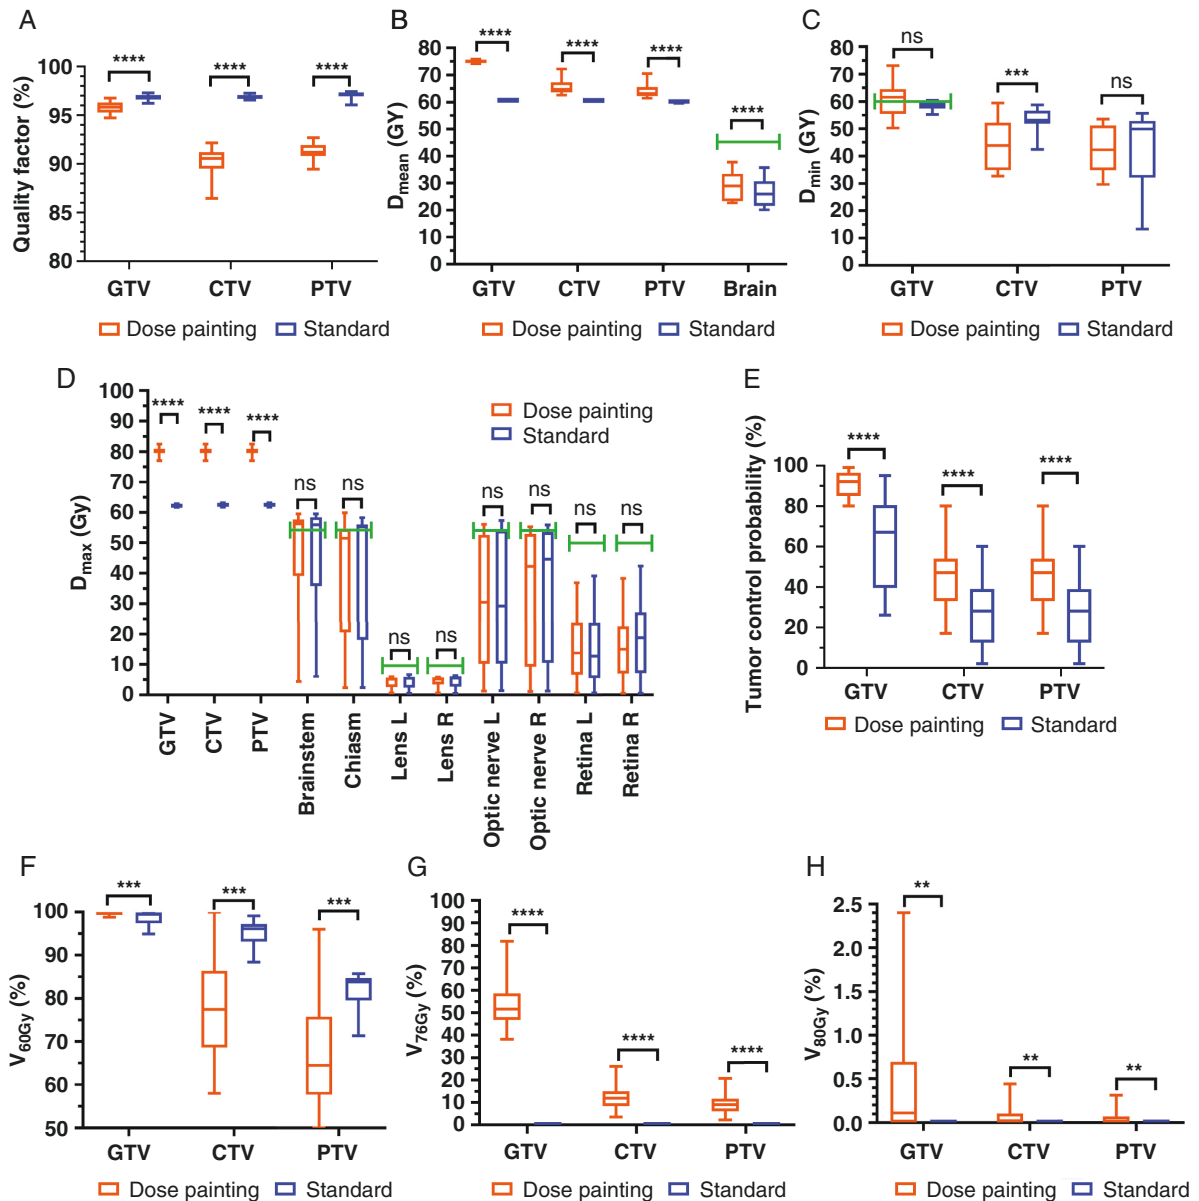 A
Quality factor (%)
100
95
90
85
80
**** **** ****
GTV CTV PTV
Dose painting Standard
B
Dmean (GY)
80
70
60
50
40
30
20
10
0
**** **** **** ****
GTV CTV PTV Brain
Dose painting Standard
C
Dmin (GY)
80
70
60
50
40
30
20
10
0
ns *** ns
GTV CTV PTV
Dose painting Standard
D
Dmax (Gy)
100
90
80
70
60
50
40
30
20
10
0
**** **** ****
ns ns ns ns ns ns ns ns
Dose painting
Standard
GTV
CTV
PTV
Brainstem
Chiasm
Lens L
Lens R
Optic nerve L
Optic nerve R
Retina L
Retina R
E
Tumor control probability (%)
100
80
60
40
20
0
**** **** ****
GTV CTV PTV
Dose painting Standard
F
V60Gy (%)
100
90
80
70
60
50
*** *** ***
GTV CTV PTV
Dose painting Standard
G
V76Gy (%)
100
90
80
70
60
50
40
30
20
10
0
**** **** ****
GTV CTV PTV
Dose painting Standard
H
V80Gy (%)
2.5
2.0
1.5
1.0
0.5
0.0
** ** **
GTV CTV PTV
Dose painting Standard